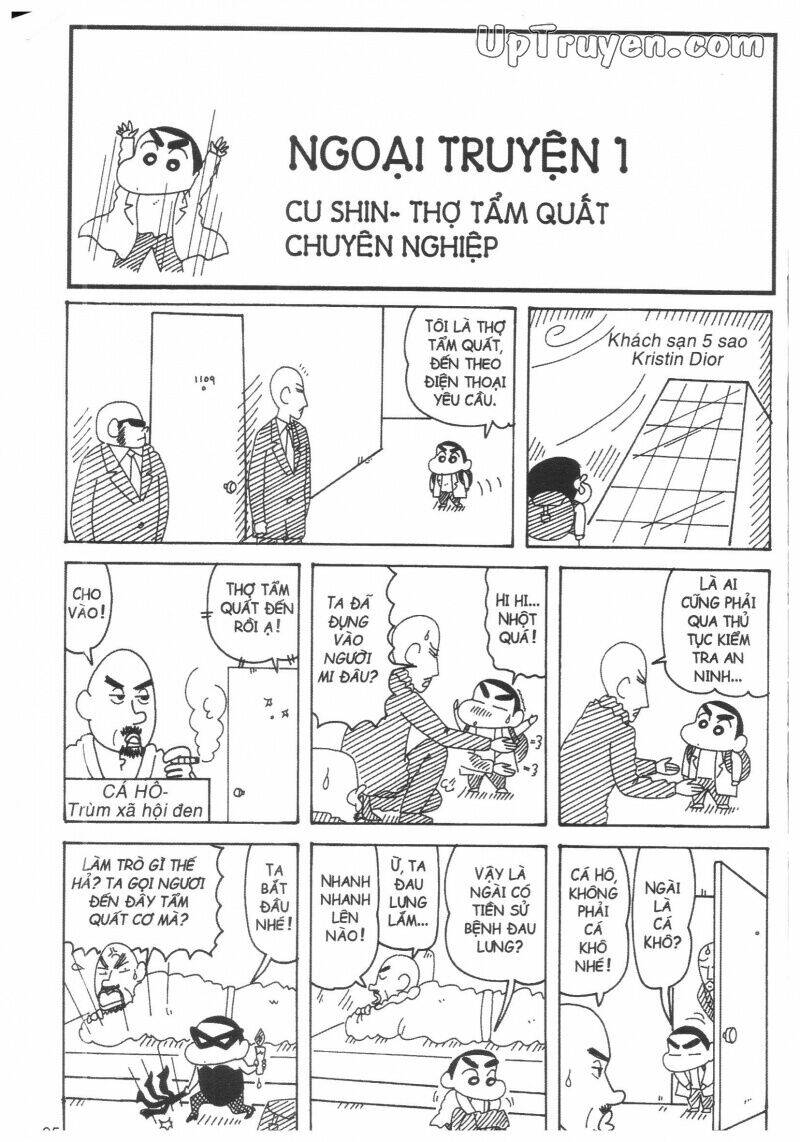 UpTruyen.com
NGOẠI TRUYỆN 1
CU SHIN- THỢ TẨM QUẤT
CHUYÊN NGHIỆP
Khách sạn 5 sao
Kristin Dior
TÔI LÀ THỢ
TẨM QUẤT,
ĐẾN THEO
ĐIỆN THOẠI
YÊU CẦU.
1109
LÀ AI
CŨNG PHẢI
QUA THỦ
TỤC KIỂM
TRA AN
NINH...
HI HI...
NHỘT
QUÁ!
TA ĐÃ
ĐỤNG
VÀO
NGƯỜI
MI ĐÂU?
THỢ TẨM
QUẤT ĐẾN
RỒI Ạ!
CHO
VÀO!
CÁ HÔ-
Trùm xã hội đen
NGÀI
LÀ CÁ
KHÔ?
CÁ HÔ,
KHÔNG
PHẢI
CÁ
KHÔ
NHÉ!
VẬY LÀ
NGÀI CÓ
TIỀN SỬ
BỆNH ĐAU
LƯNG?
Ừ, TA
ĐAU
LƯNG
LẮM...
NHANH
NHANH
LÊN
NÀO!
TA
BẮT
ĐẦU
NHÉ!
LÀM TRÒ GÌ THẾ
HẢ? TA GỌI NGƯƠI
ĐẾN ĐÂY TẨM
QUẤT CƠ MÀ?